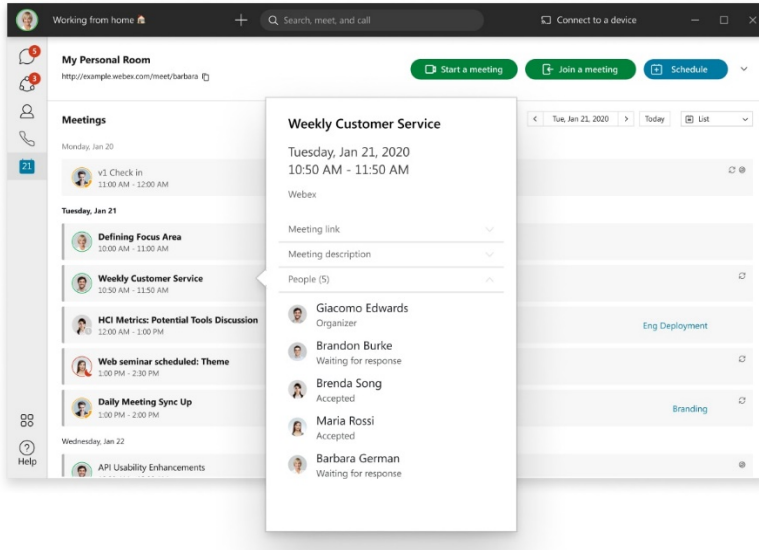 Working from home
Search, meet, and call
Connect to a device
5
3
21
Help
My Personal Room
http://example.webex.com/meet/barbara
Start a meeting
Join a meeting
Schedule
Meetings
Tue, Jan 21, 2020
Today
List
Monday, Jan 20
v1 Check in
11:00 AM - 12:00 AM
Tuesday, Jan 21
Defining Focus Area
10:00 AM - 11:00 AM
Weekly Customer Service
10:50 AM - 11:50 AM
HCI Metrics: Potential Tools Discussion
12:00 AM - 1:00 PM
Eng Deployment
Web seminar scheduled: Theme
1:00 PM - 2:30 PM
Daily Meeting Sync Up
1:00 PM - 2:00 PM
Branding
Wednesday, Jan 22
API Usability Enhancements
Weekly Customer Service
Tuesday, Jan 21, 2020
10:50 AM - 11:50 AM
Webex
Meeting link
Meeting description
People (5)
Giacomo Edwards
Organizer
Brandon Burke
Waiting for response
Brenda Song
Accepted
Maria Rossi
Accepted
Barbara German
Waiting for response